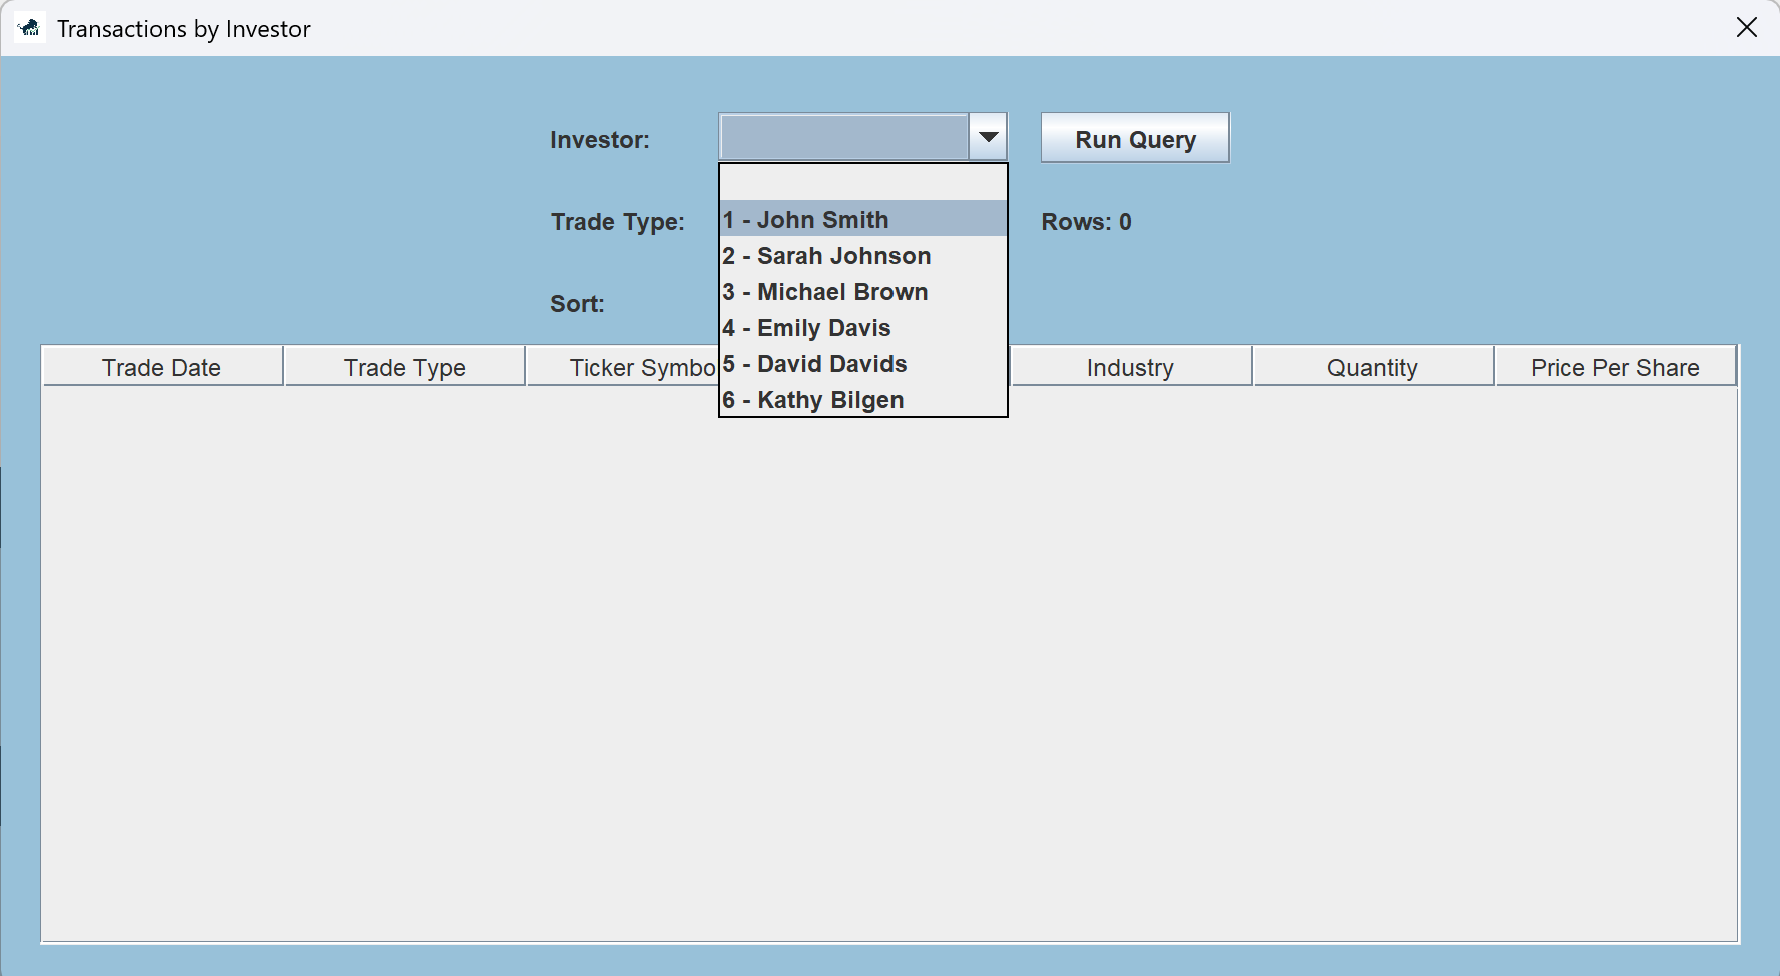 Transactions by Investor
Investor:
Run Query
1 - John Smith
Trade Type:
Rows: 0
2 - Sarah Johnson
3 - Michael Brown
Sort:
4 - Emily Davis
5 - David Davids
6 - Kathy Bilgen
Trade Date Trade Type Ticker Symbo Industry Quantity Price Per Share